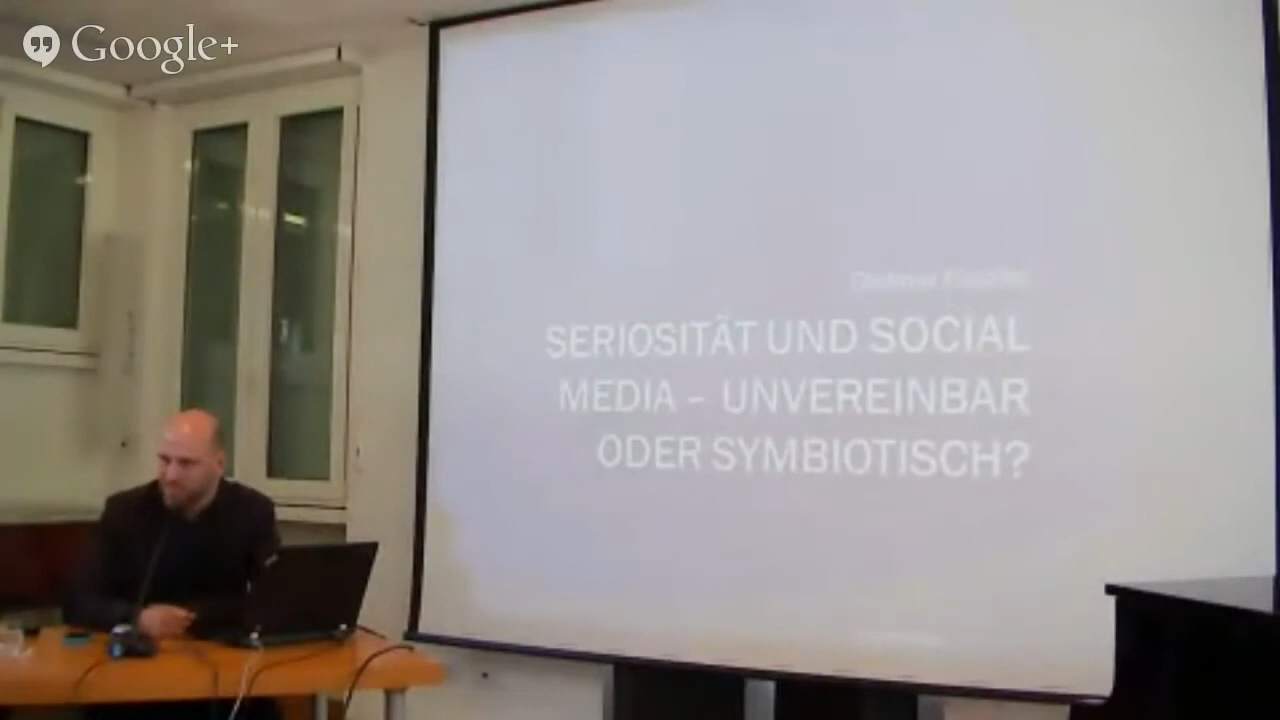 Google+
SERIOSITÄT UND SOCIAL
MEDIA – UNVEREINBAR
ODER SYMBIOTISCH?